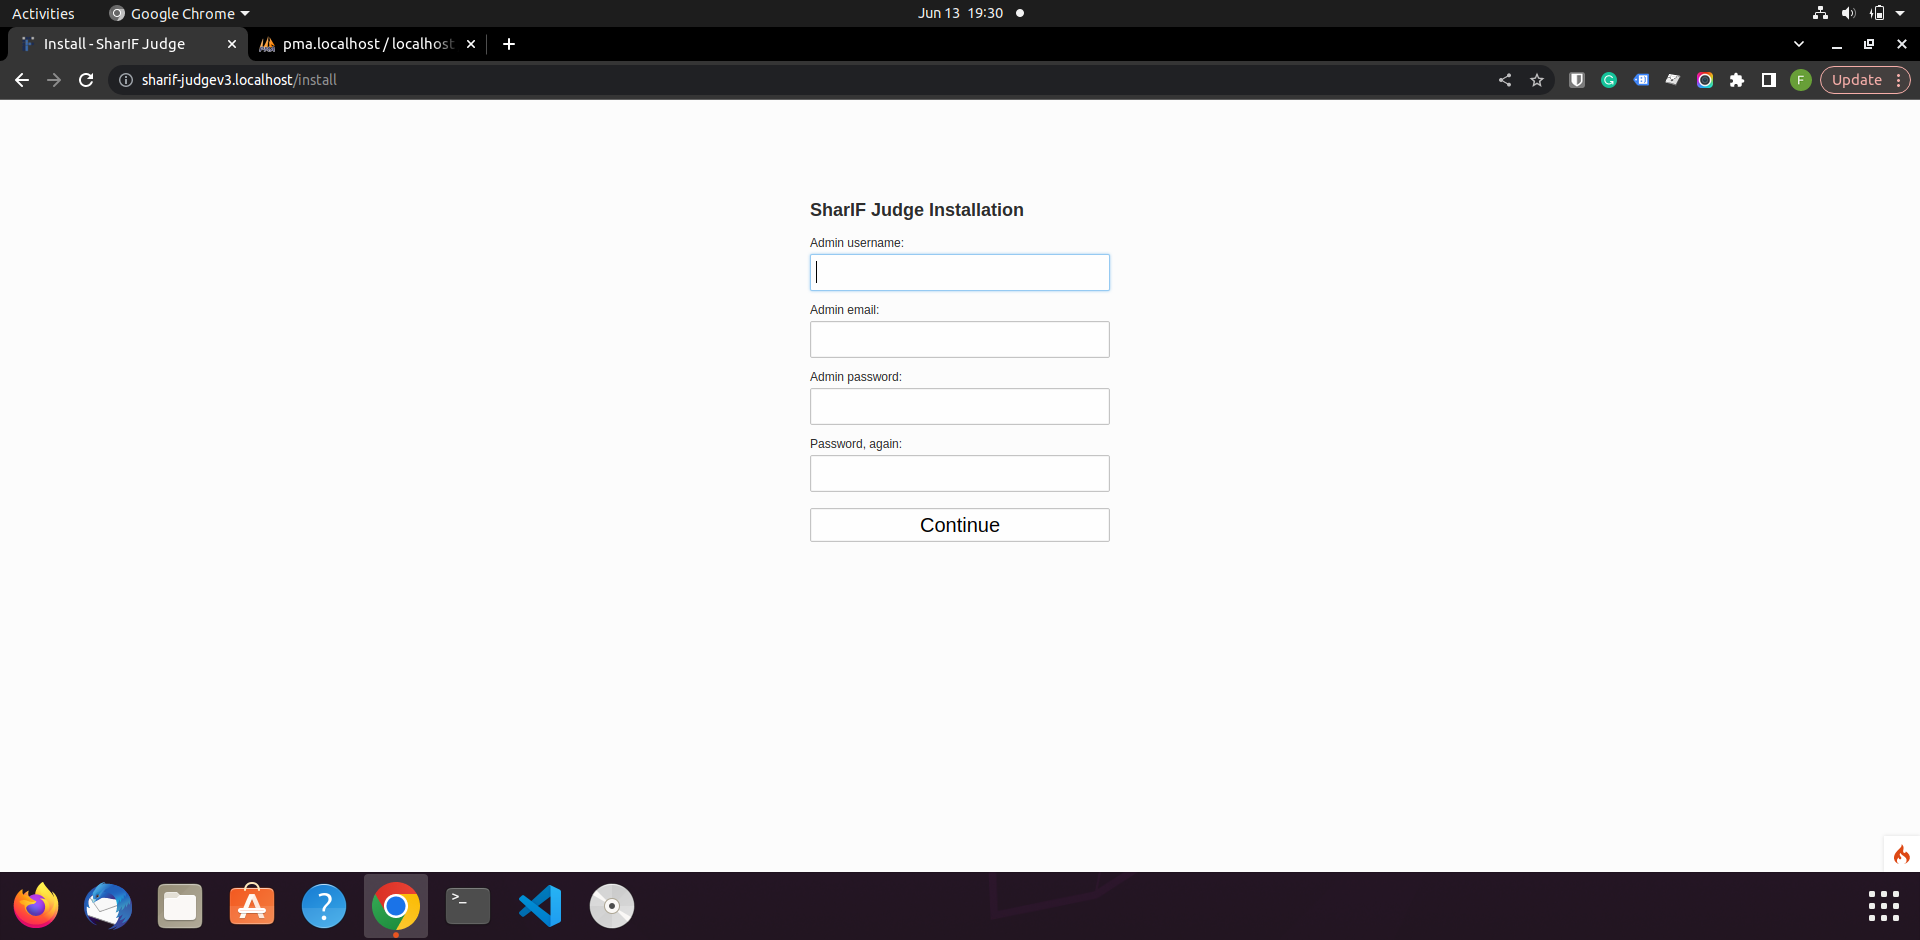 Activities
Google Chrome
Jun 13 19:30
Install - SharIF Judge
pma.localhost / localhost
sharif-judgev3.localhost/install
F
Update
SharIF Judge Installation
Admin username:
Admin email:
Admin password:
Password, again:
Continue